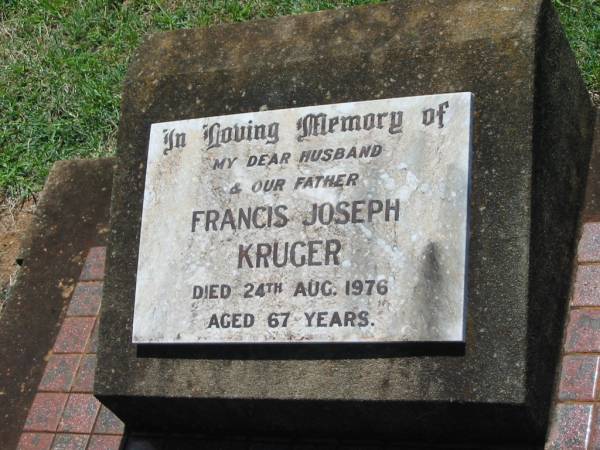 In Loving Memory of
MY DEAR HUSBAND
& OUR FATHER
FRANCIS JOSEPH
KRUGER
DIED 24TH AUG. 1976
AGED 67 YEARS.